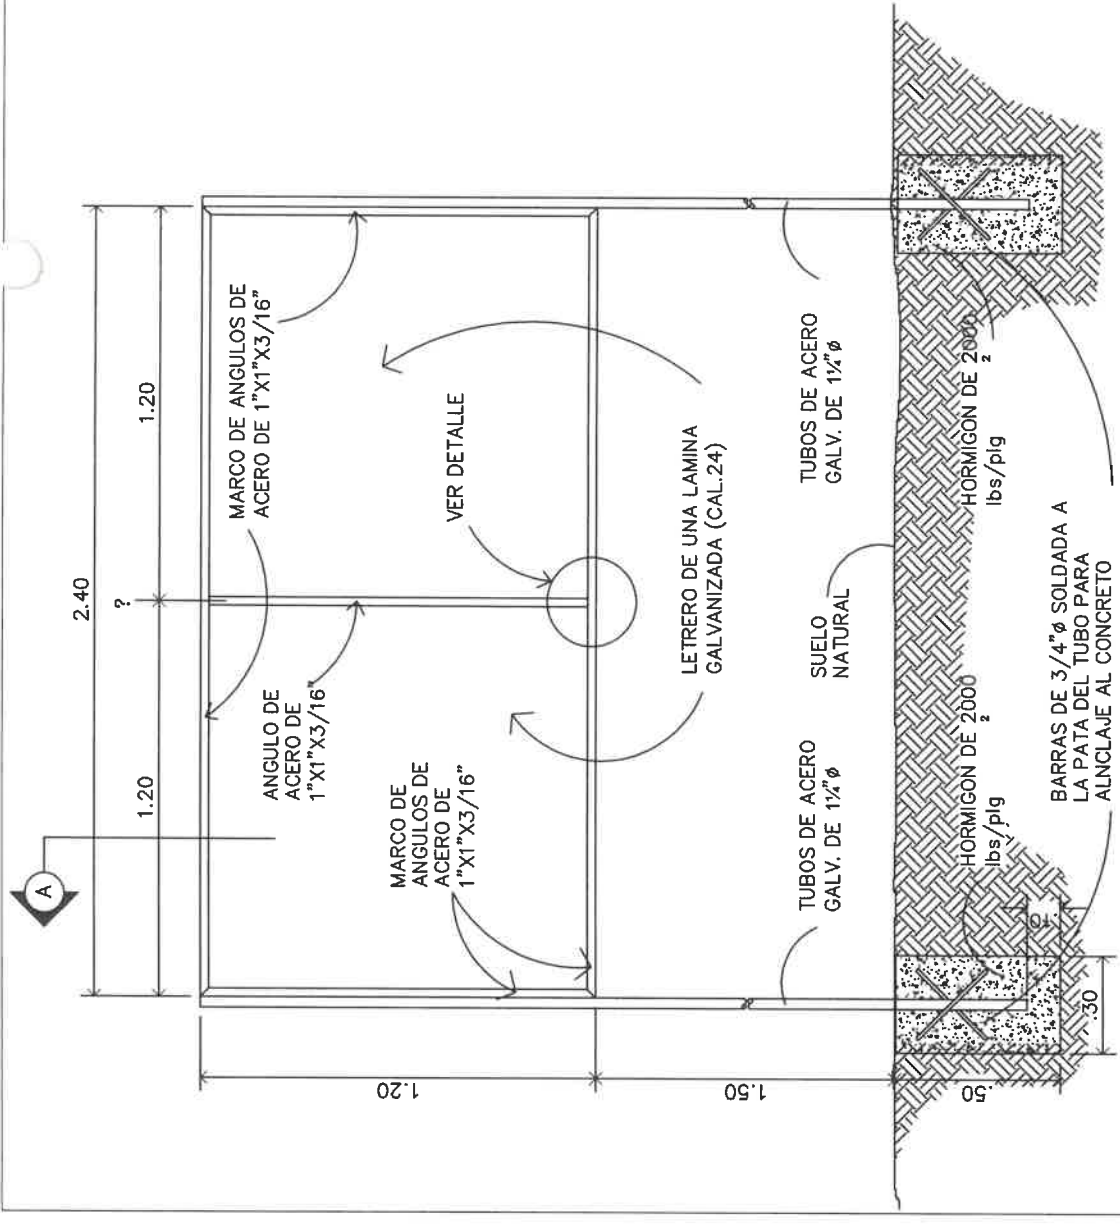 2.40
1.20
?
1.20
A
MARCO DE ANGULOS DE
ACERO DE 1"X1"X3/16"
ANGULO DE
ACERO DE
1"X1"X3/16"
VER DETALLE
MARCO DE
ANGULOS DE
ACERO DE
1"X1"X3/16"
LETRERO DE UNA LAMINA
GALVANIZADA (CAL.24)
TUBOS DE ACERO
GALV. DE 1¼"ø
TUBOS DE ACERO
GALV. DE 1¼"ø
SUELO
NATURAL
HORMIGON DE 2000
lbs/plg²
HORMIGON DE 2000
lbs/plg²
BARRAS DE 3/4"ø SOLDADA A
LA PATA DEL TUBO PARA
ALNCLAJE AL CONCRETO
1.20
1.50
.50
.10
.30